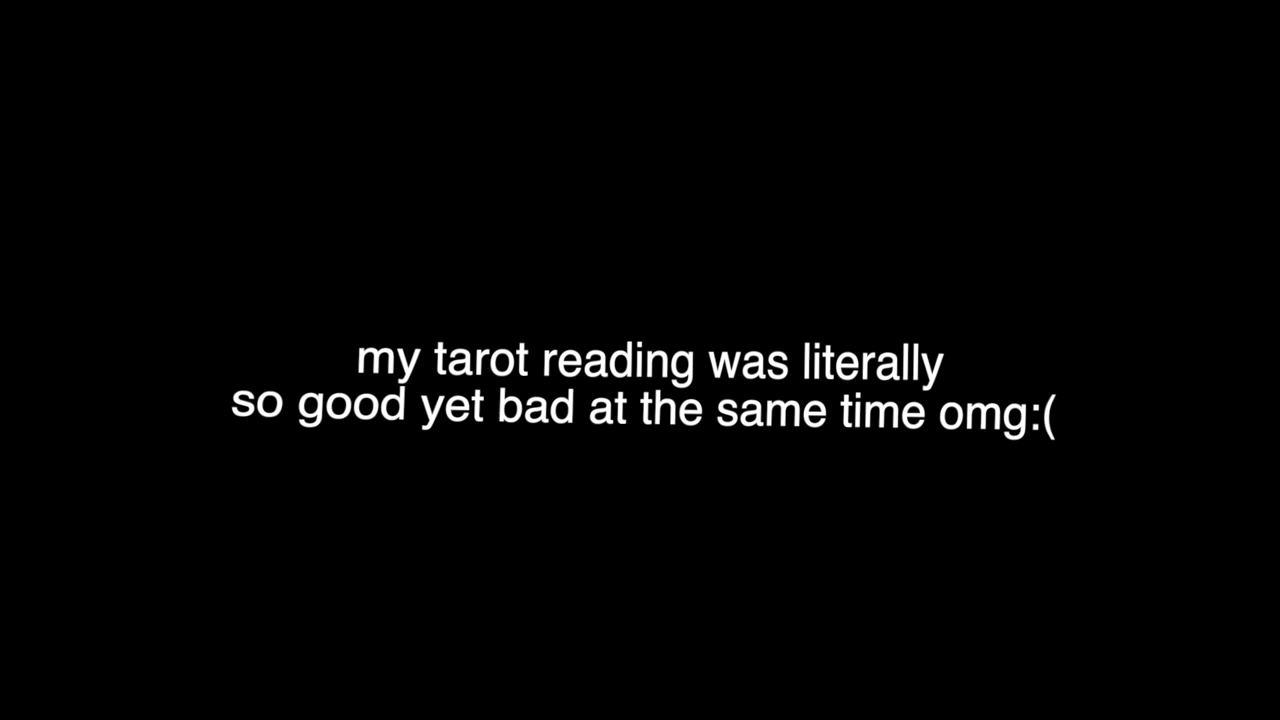 my tarot reading was literally
so good yet bad at the same time omg:(